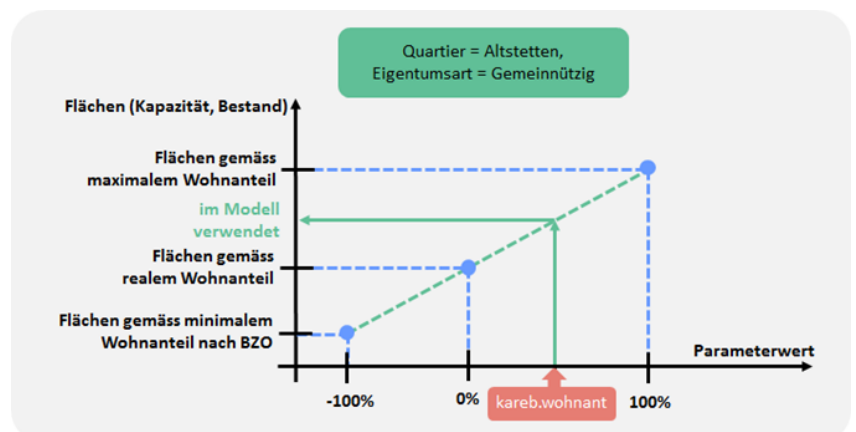 Quartier = Altstetten,
Eigentumsart = Gemeinnützig
Flächen (Kapazität, Bestand)
Flächen gemäss
maximalem Wohnanteil
im Modell
verwendet
Flächen gemäss
realem Wohnanteil
Flächen gemäss minimalem
Wohnanteil nach BZO
Parameterwert
-100%
0%
kareb.wohnant
100%